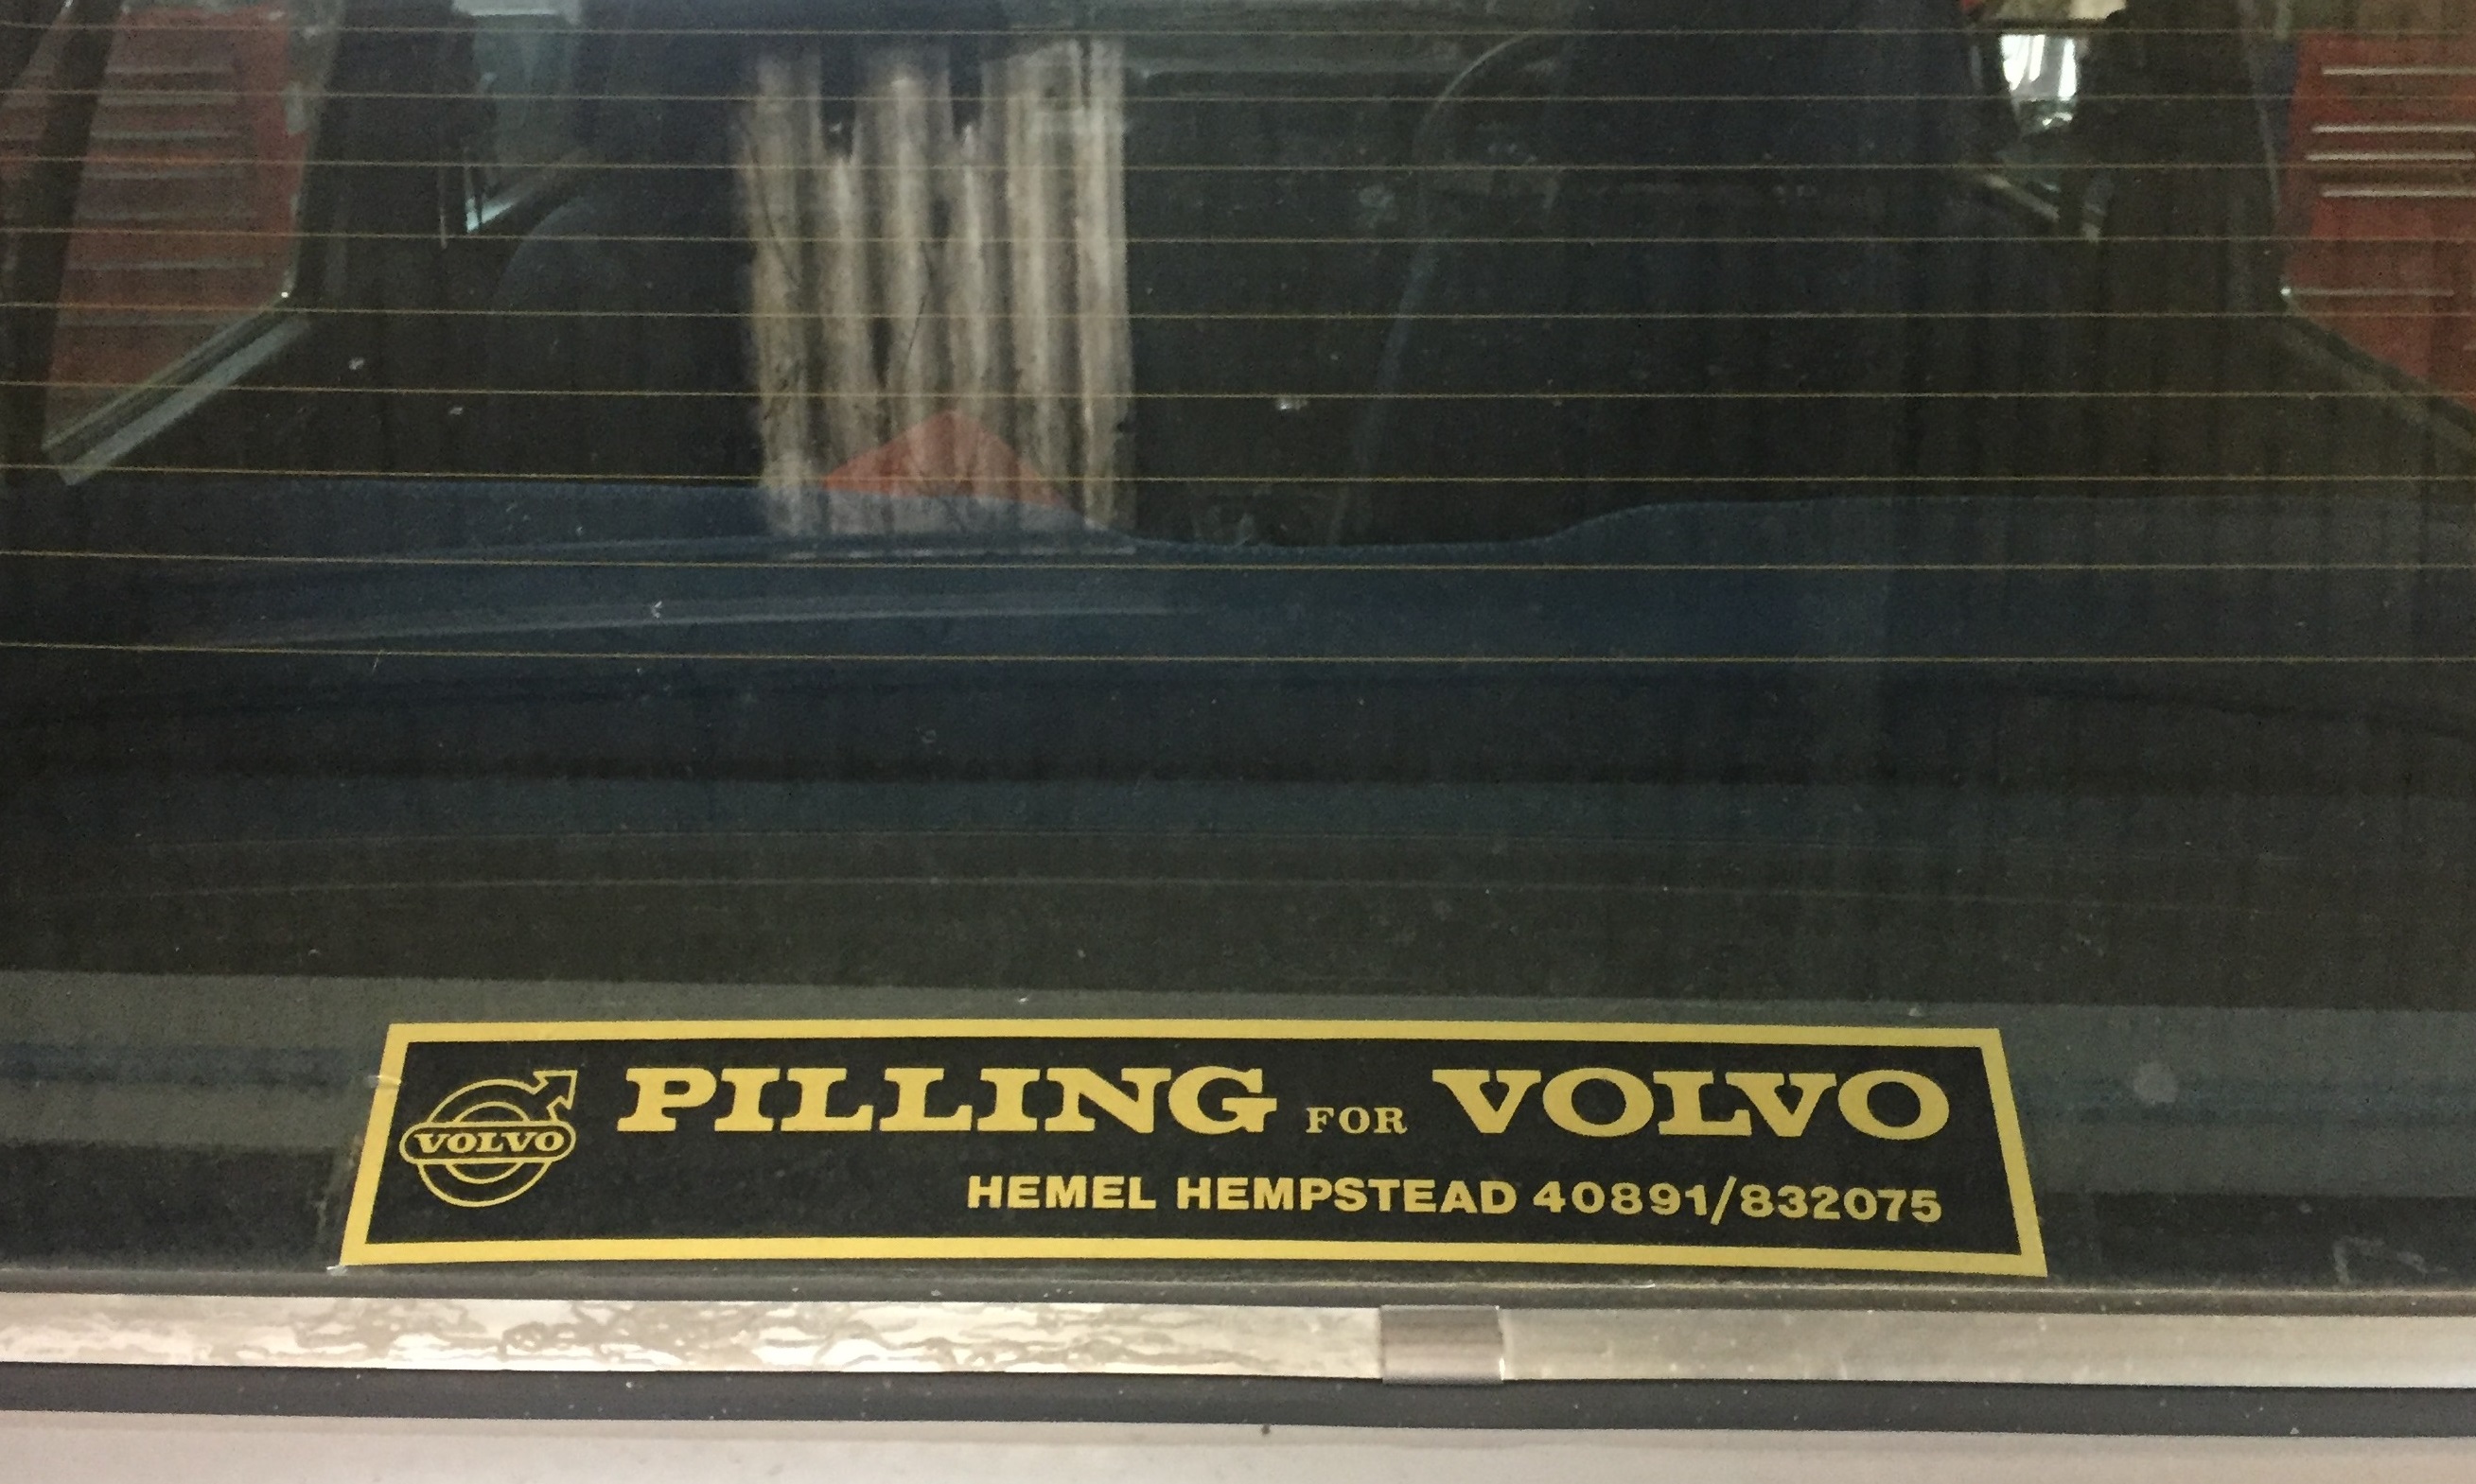 VOLVO
PILLING FOR VOLVO
HEMEL HEMPSTEAD 40891/832075